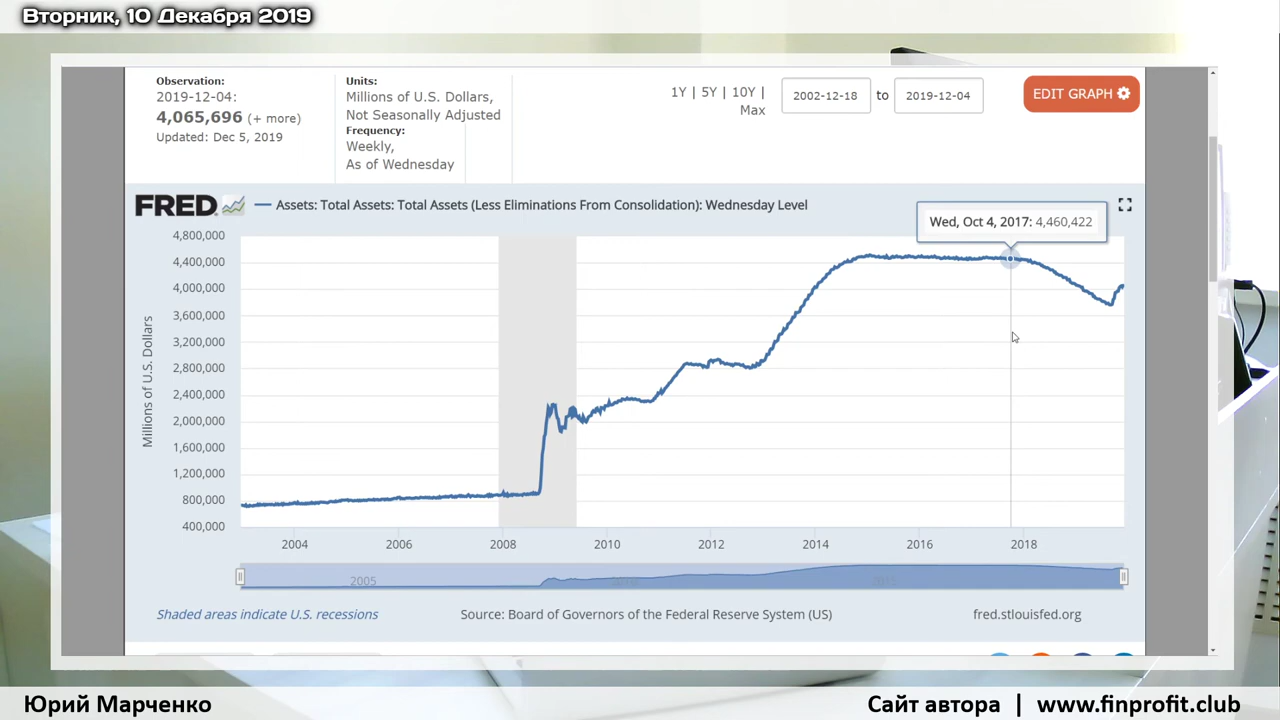 Вторник, 10 Декабря 2019
Observation:
2019-12-04:
4,065,696 (+ more)
Updated: Dec 5, 2019
Units:
Millions of U.S. Dollars,
Not Seasonally Adjusted
Frequency:
Weekly,
As of Wednesday
1Y | 5Y | 10Y |
Max
2002-12-18 to 2019-12-04
EDIT GRAPH
FRED
Assets: Total Assets: Total Assets (Less Eliminations From Consolidation): Wednesday Level
Wed, Oct 4, 2017: 4,460,422
Millions of U.S. Dollars
4,800,000
4,400,000
4,000,000
3,600,000
3,200,000
2,800,000
2,400,000
2,000,000
1,600,000
1,200,000
800,000
400,000
2004 2006 2008 2010 2012 2014 2016 2018
2005 2010 2015
Shaded areas indicate U.S. recessions
Source: Board of Governors of the Federal Reserve System (US)
fred.stlouisfed.org
Юрий Марченко
Сайт автора | www.finprofit.club